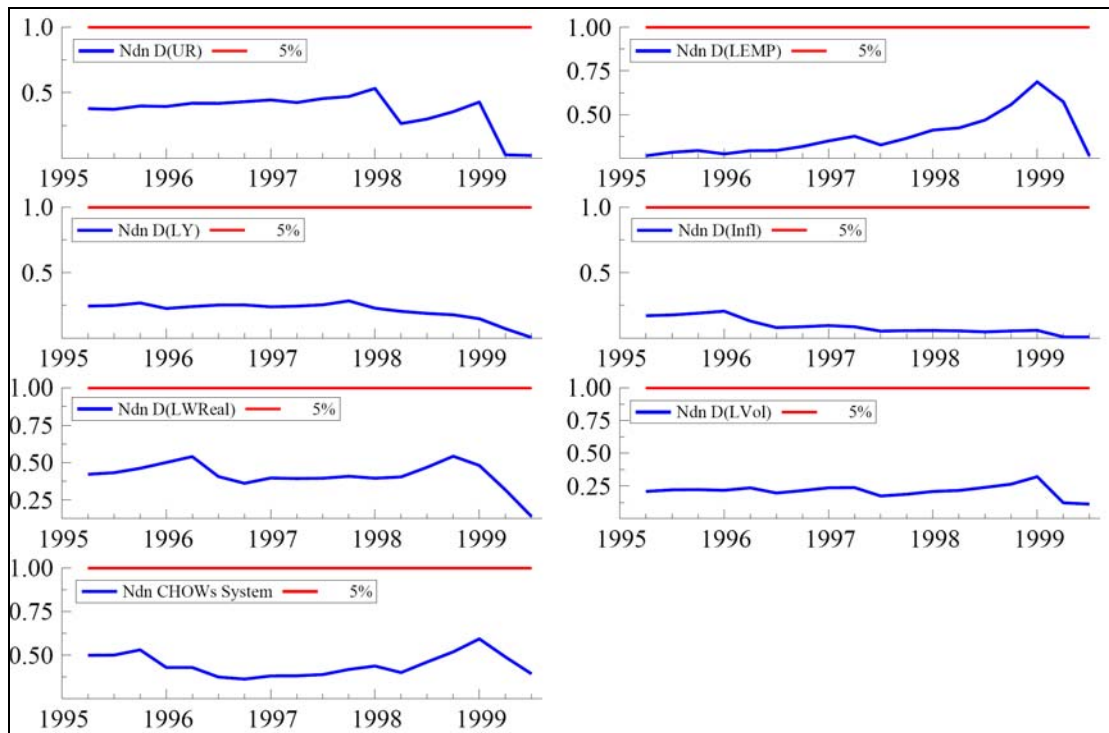 1.0
Ndn D(UR) 5%
0.5
1995 1996 1997 1998 1999
1.00
Ndn D(LEMP) 5%
0.75
0.50
1995 1996 1997 1998 1999
1.0
Ndn D(LY) 5%
0.5
1995 1996 1997 1998 1999
1.0
Ndn D(Infl) 5%
0.5
1995 1996 1997 1998 1999
1.00
Ndn D(LWReal) 5%
0.75
0.50
0.25
1995 1996 1997 1998 1999
1.00
Ndn D(LVol) 5%
0.75
0.50
0.25
1995 1996 1997 1998 1999
1.00
Ndn CHOWs System 5%
0.75
0.50
1995 1996 1997 1998 1999